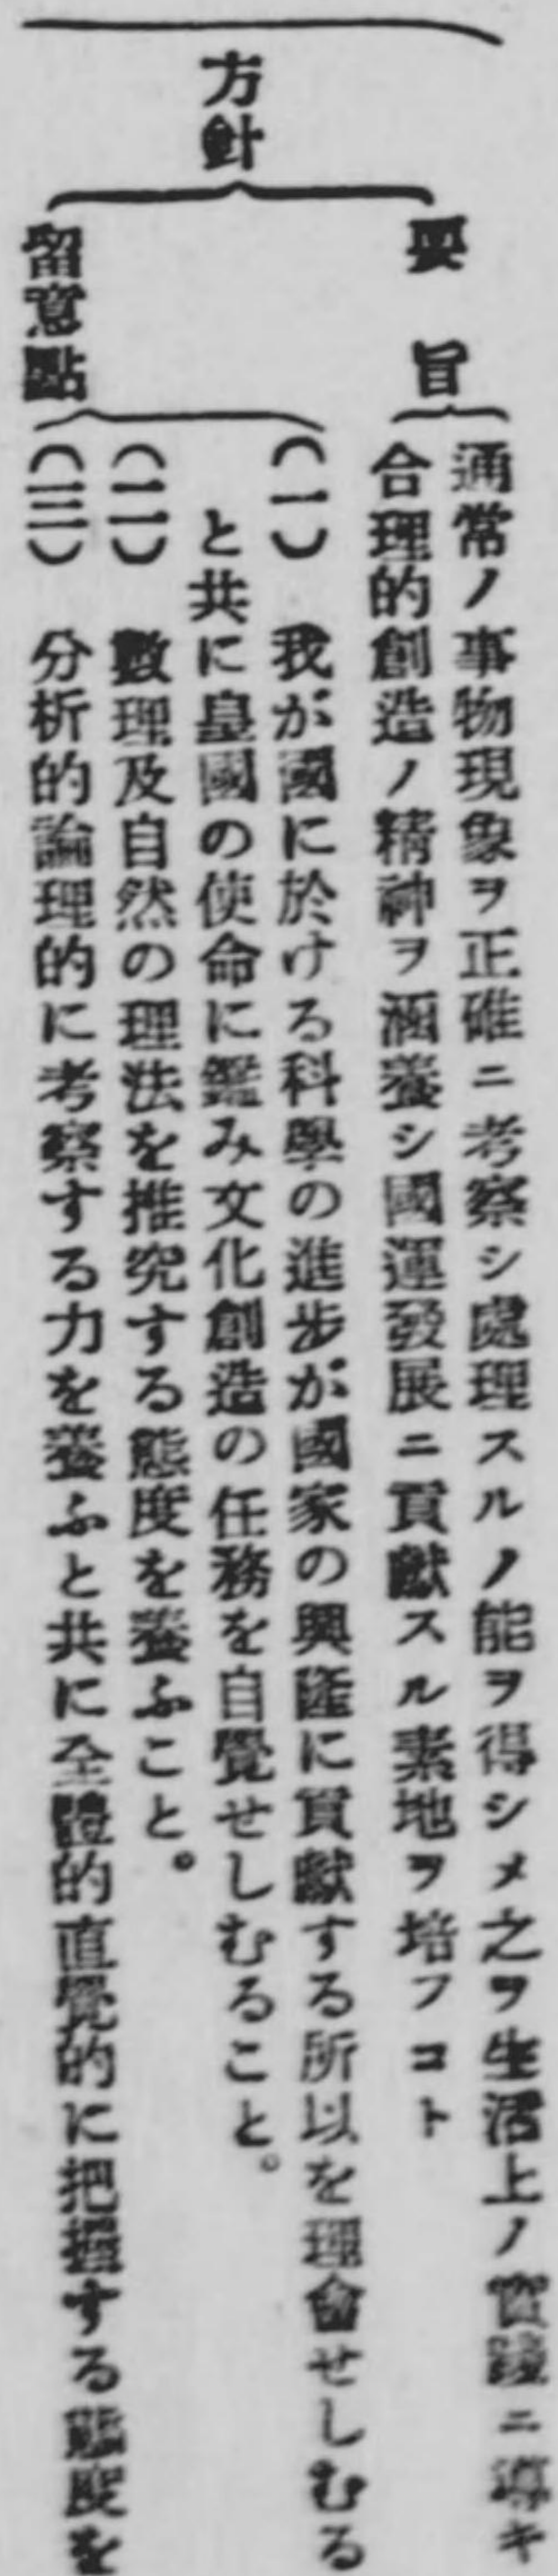 方針
要旨
通常ノ事物現象ヲ正確ニ考察シ處理スルノ能ヲ得シメ之ヲ生活上ノ實踐ニ導キ
合理的創造ノ精神ヲ涵養シ國運發展ニ貢獻スル素地ヲ培フコト
留意點
(一) 我が國に於ける科學の進步が國家の興隆に貢獻する所以を理會せしむる
と共に皇國の使命に鑑み文化創造の任務を自覺せしむること。
(二) 數理及自然の理法を推究する態度を養ふこと。
(三) 分析的論理的に考察する力を養ふと共に全體的直覺的に把握する態度を